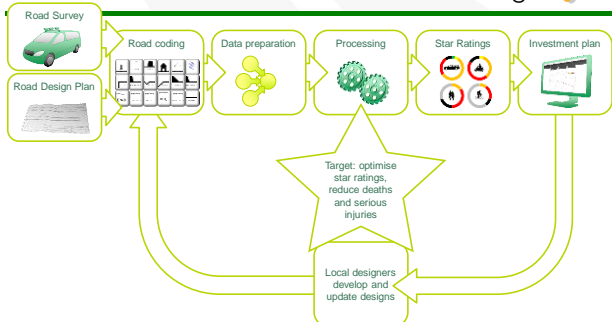 Road Survey
Road Design Plan
Road coding
Data preparation
Processing
Star Ratings
Investment plan
Target: optimise
star ratings,
reduce deaths
and serious
injuries
Local designers
develop and
update designs